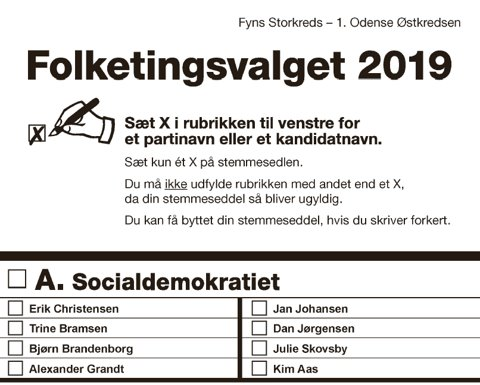 Fyns Storkreds – 1. Odense Østkredsen
Folketingsvalget 2019
X
Sæt X i rubrikken til venstre for
et partinavn eller et kandidatnavn.
Sæt kun ét X på stemmesedlen.
Du må ikke udfylde rubrikken med andet end et X,
da din stemmeseddel så bliver ugyldig.
Du kan få byttet din stemmeseddel, hvis du skriver forkert.
A. Socialdemokratiet
Erik Christensen
Trine Bramsen
Bjørn Brandenborg
Alexander Grandt
Jan Johansen
Dan Jørgensen
Julie Skovsby
Kim Aas